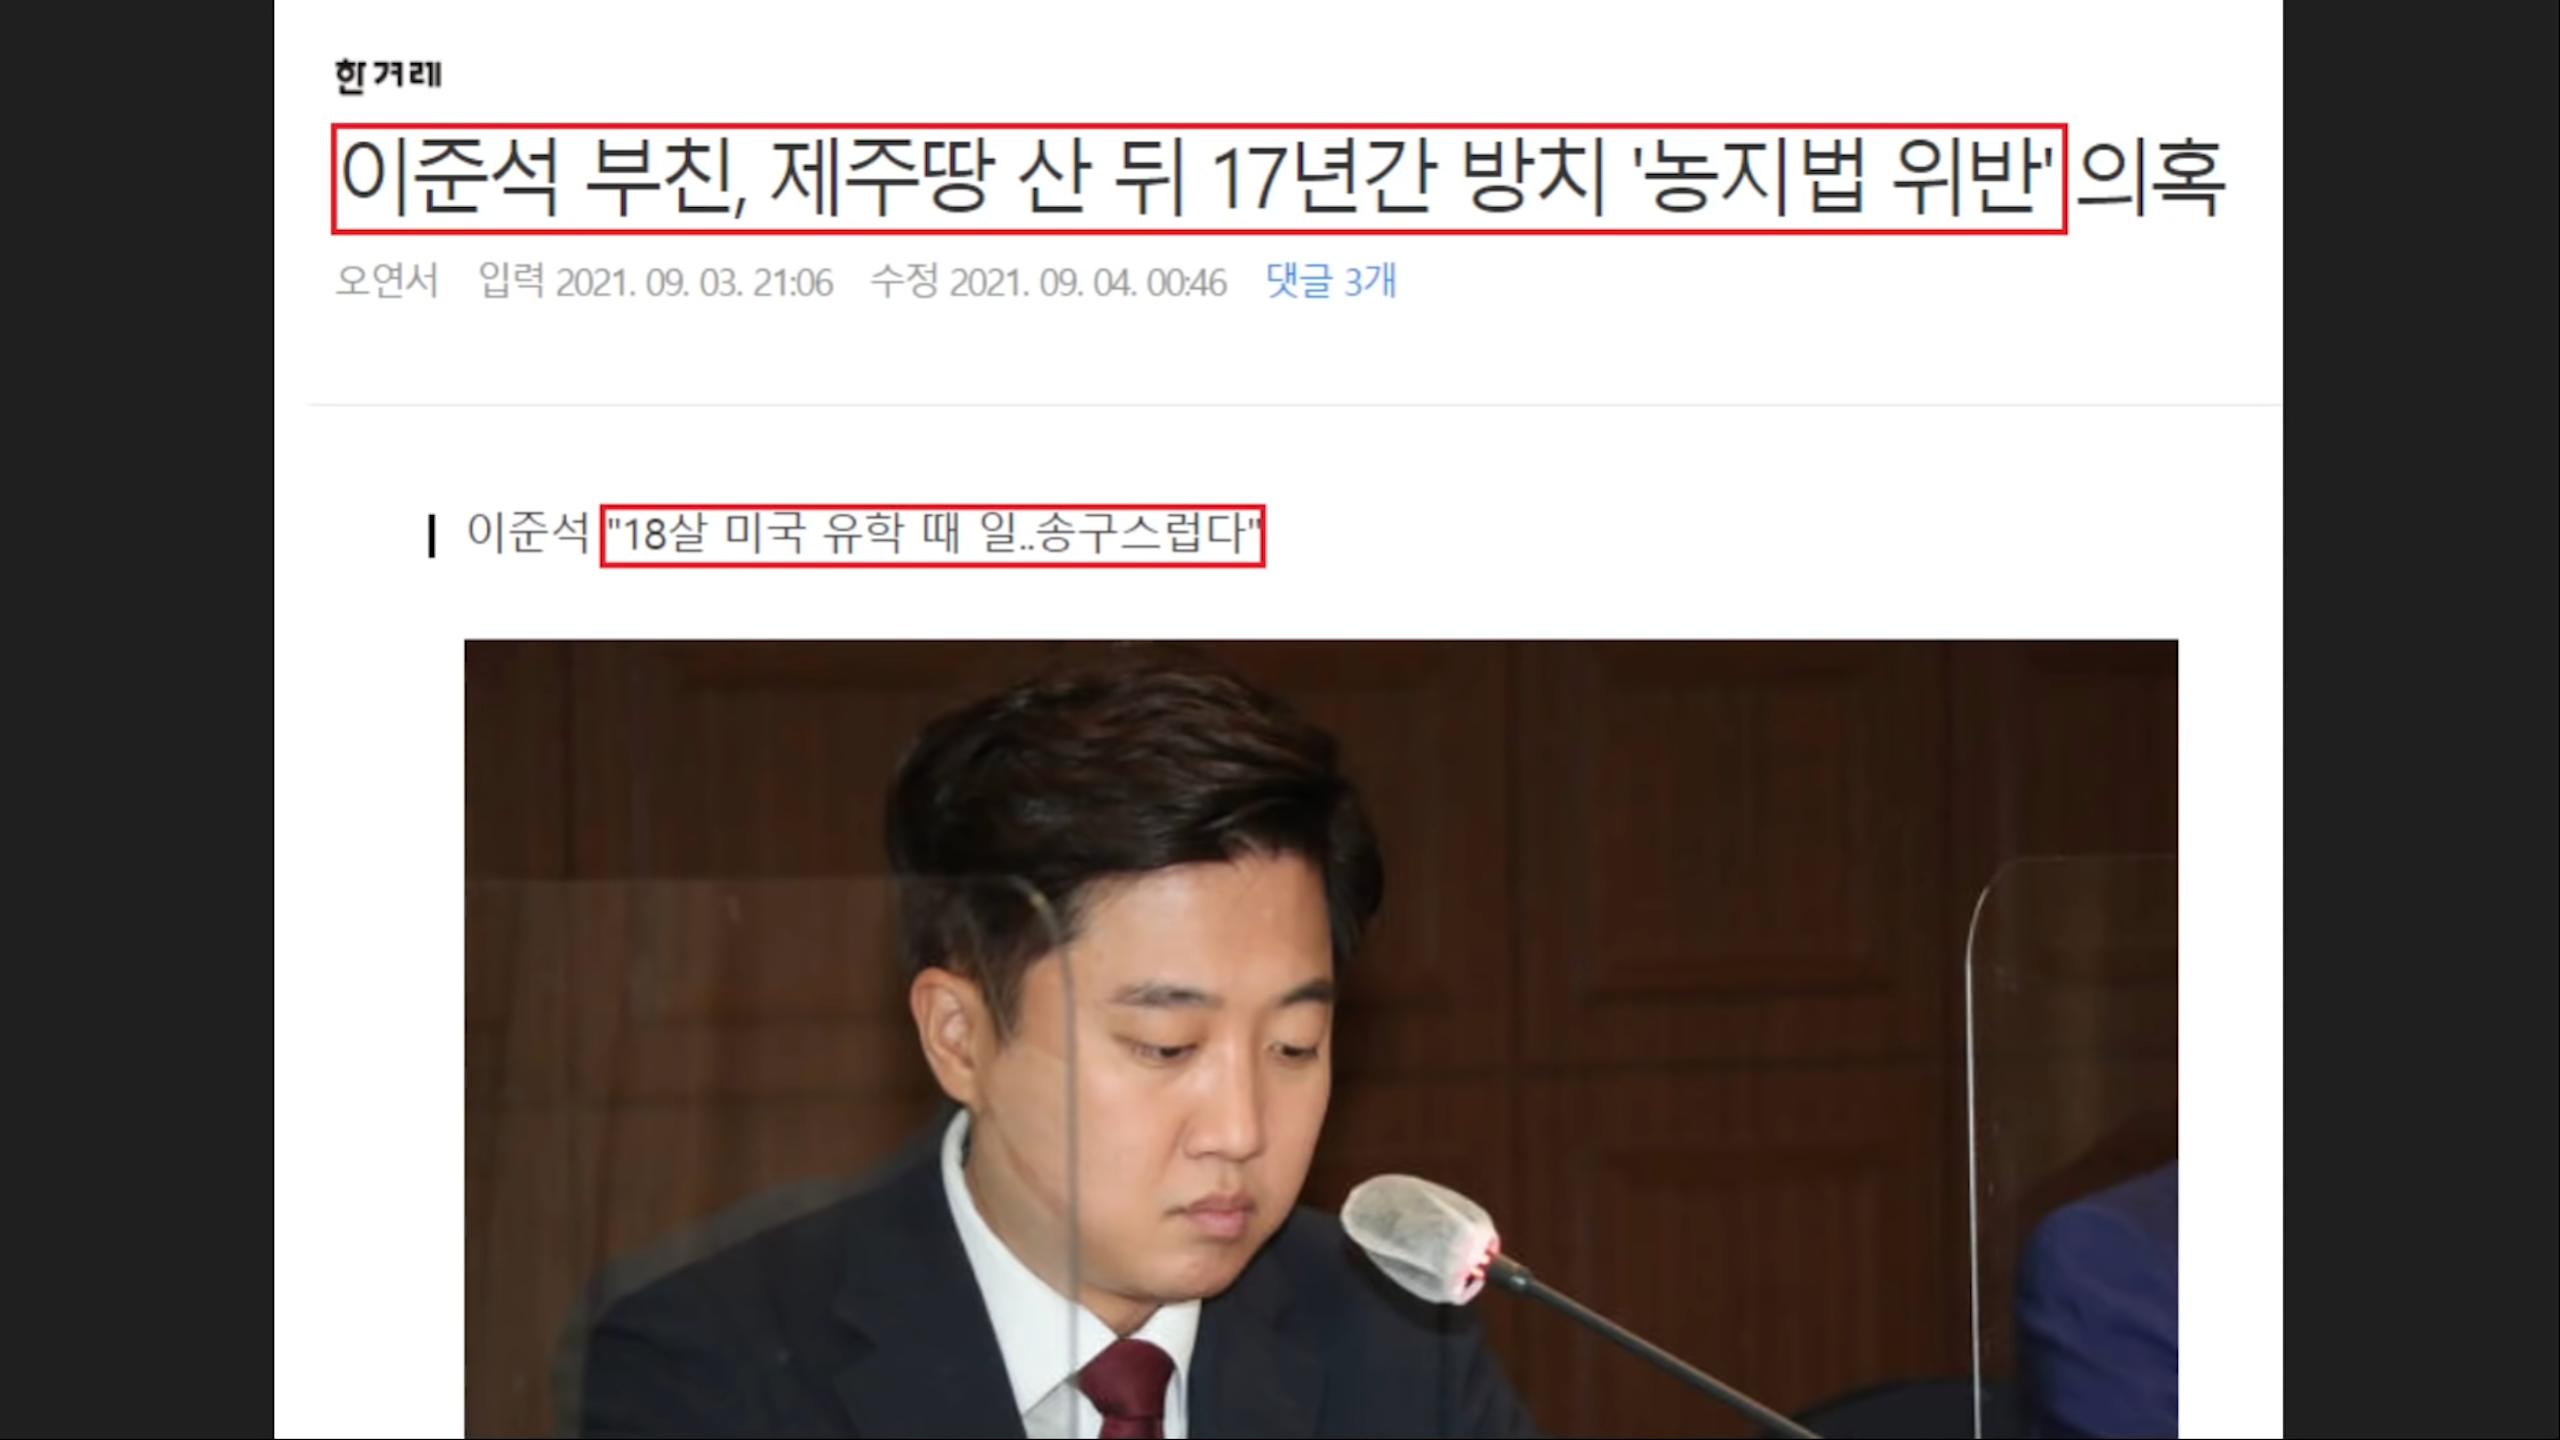 한겨레
이준석 부친, 제주땅 산 뒤 17년간 방치 '농지법 위반' 의혹
오연서 입력 2021. 09. 03. 21:06 수정 2021. 09. 04. 00:46 댓글 3개
이준석 "18살 미국 유학 때 일..송구스럽다"